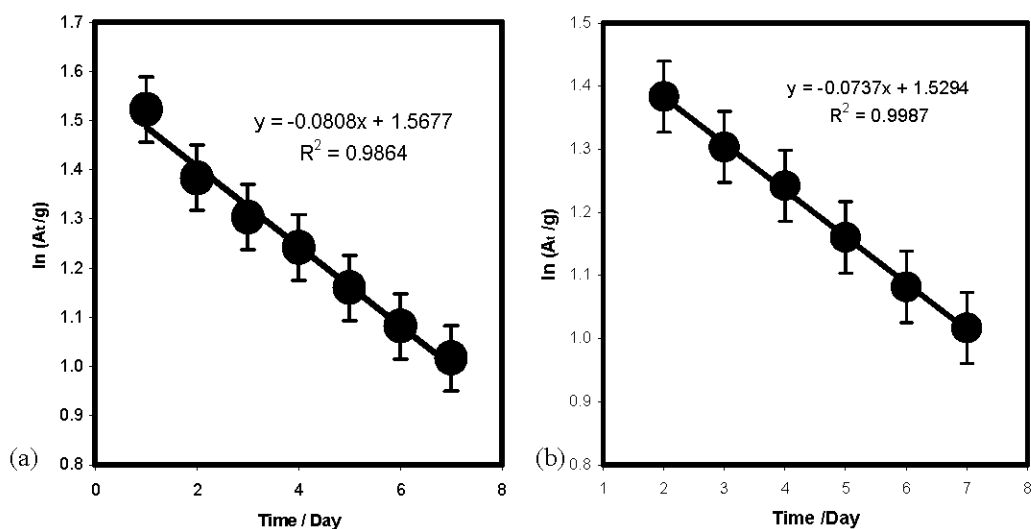 1.7
1.6
1.5
1.4
1.3
1.2
1.1
1.0
0.9
0.8
ln (At /g)
y = -0.0808x + 1.5677
R2 = 0.9864
0 2 4 6 8
Time / Day
(a)
1.5
1.4
1.3
1.2
1.1
1.0
0.9
0.8
ln (At /g)
y = -0.0737x + 1.5294
R2 = 0.9987
1 2 3 4 5 6 7 8
Time /Day
(b)